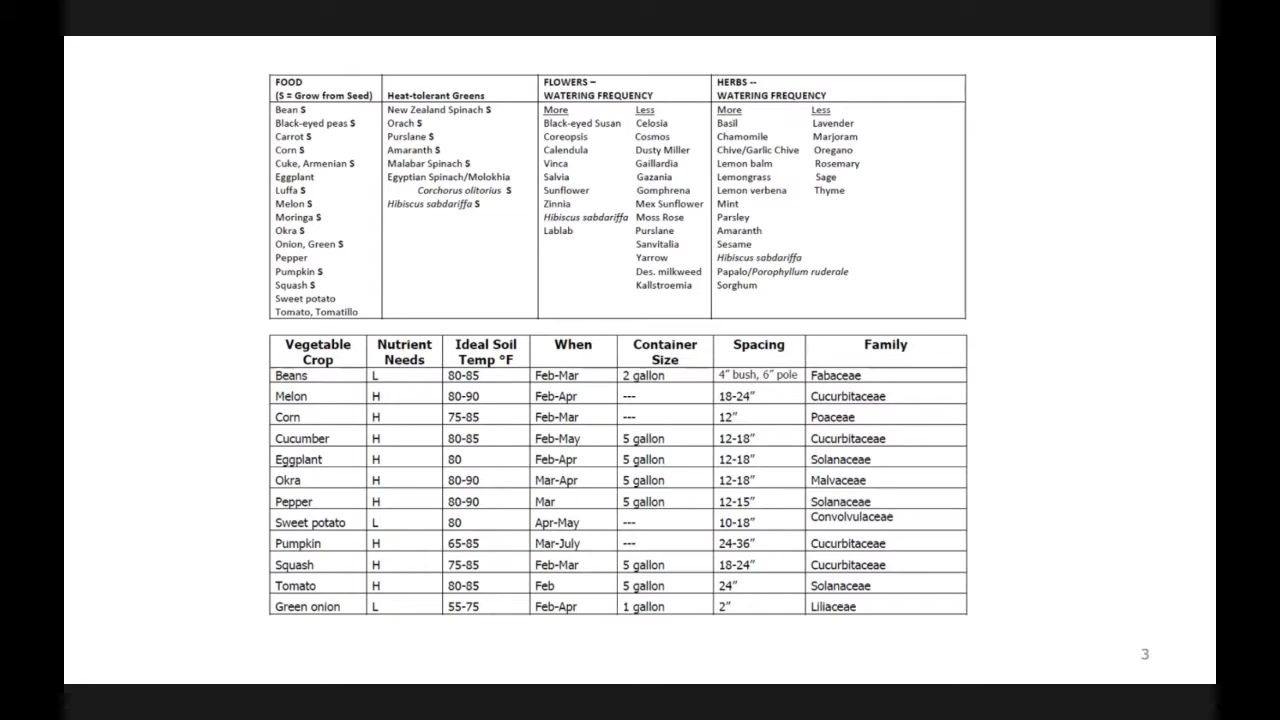 FOOD
(S = Grow from Seed)
Bean S
Black-eyed peas S
Carrot S
Corn S
Cuke, Armenian S
Eggplant
Luffa S
Melon S
Moringa S
Okra S
Onion, Green S
Pepper
Pumpkin S
Squash S
Sweet potato
Tomato, Tomatillo
Heat-tolerant Greens
New Zealand Spinach S
Orach S
Purslane S
Amaranth S
Malabar Spinach S
Egyptian Spinach/Molokhia
Corchorus olitorius S
Hibiscus sabdariffa S
FLOWERS –
WATERING FREQUENCY
More Less
Black-eyed Susan Celosia
Coreopsis Cosmos
Calendula Dusty Miller
Vinca Gaillardia
Salvia Gazania
Sunflower Gomphrena
Zinnia Mex Sunflower
Hibiscus sabdariffa Moss Rose
Lablab Purslane
Sanvitalia
Yarrow
Des. milkweed
Kallstroemia
HERBS --
WATERING FREQUENCY
More Less
Basil Lavender
Chamomile Marjoram
Chive/Garlic Chive Oregano
Lemon balm Rosemary
Lemongrass Sage
Lemon verbena Thyme
Mint
Parsley
Amaranth
Sesame
Hibiscus sabdariffa
Papalo/Porophyllum ruderale
Sorghum
Vegetable Crop Nutrient Needs Ideal Soil Temp °F When Container Size Spacing Family
Beans L 80-85 Feb-Mar 2 gallon 4” bush, 6” pole Fabaceae
Melon H 80-90 Feb-Apr --- 18-24” Cucurbitaceae
Corn H 75-85 Feb-Mar --- 12” Poaceae
Cucumber H 80-85 Feb-May 5 gallon 12-18” Cucurbitaceae
Eggplant H 80 Feb-Apr 5 gallon 12-18” Solanaceae
Okra H 80-90 Mar-Apr 5 gallon 12-18” Malvaceae
Pepper H 80-90 Mar 5 gallon 12-15” Solanaceae
Sweet potato L 80 Apr-May --- 10-18” Convolvulaceae
Pumpkin H 65-85 Mar-July --- 24-36” Cucurbitaceae
Squash H 75-85 Feb-Mar 5 gallon 18-24” Cucurbitaceae
Tomato H 80-85 Feb 5 gallon 24” Solanaceae
Green onion L 55-75 Feb-Apr 1 gallon 2” Liliaceae
3